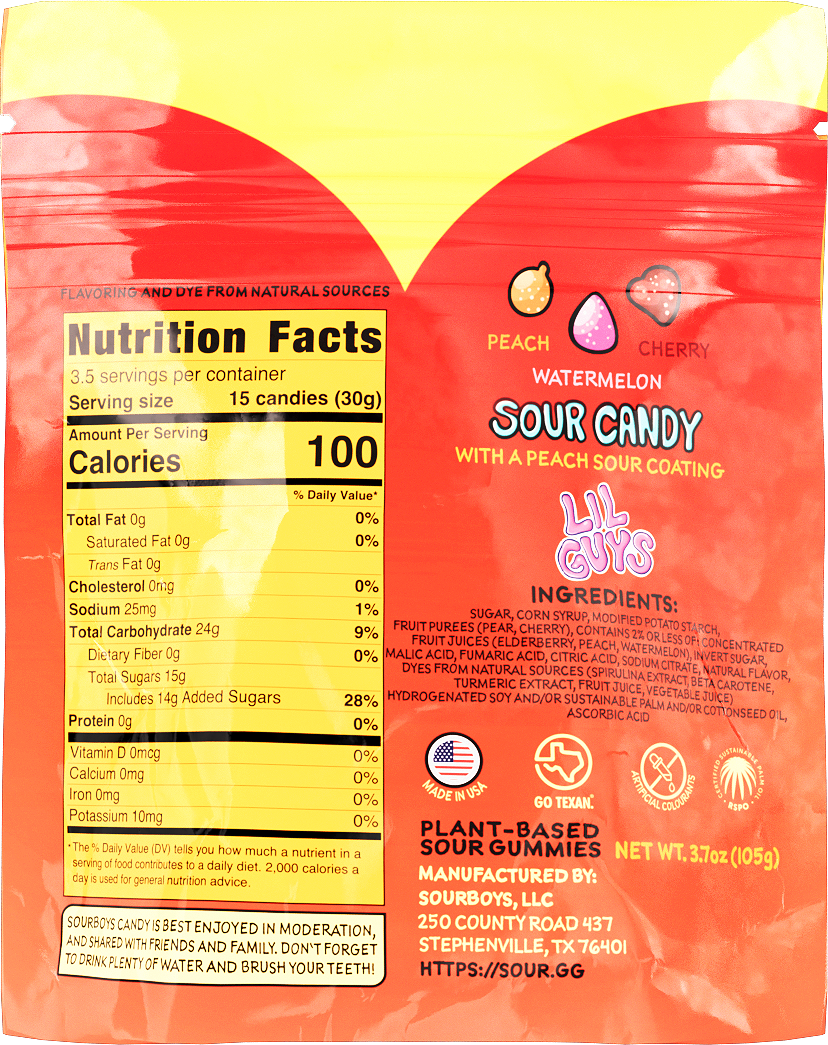 FLAVORING AND DYE FROM NATURAL SOURCES
Nutrition Facts
3.5 servings per container
Serving size 15 candies (30g)
Amount Per Serving
Calories 100
% Daily Value*
Total Fat 0g 0%
Saturated Fat 0g 0%
Trans Fat 0g
Cholesterol 0mg 0%
Sodium 25mg 1%
Total Carbohydrate 24g 9%
Dietary Fiber 0g 0%
Total Sugars 15g
Includes 14g Added Sugars 28%
Protein 0g 0%
Vitamin D 0mcg 0%
Calcium 0mg 0%
Iron 0mg 0%
Potassium 10mg 0%
*The % Daily Value (DV) tells you how much a nutrient in a
serving of food contributes to a daily diet. 2,000 calories a
day is used for general nutrition advice.
SOURBOYS CANDY IS BEST ENJOYED IN MODERATION,
AND SHARED WITH FRIENDS AND FAMILY. DON'T FORGET
TO DRINK PLENTY OF WATER AND BRUSH YOUR TEETH!
PEACH
CHERRY
WATERMELON
SOUR CANDY
WITH A PEACH SOUR COATING
LIL
GUYS
INGREDIENTS:
SUGAR, CORN SYRUP, MODIFIED POTATO STARCH,
FRUIT PUREES (PEAR, CHERRY), CONTAINS 2% OR LESS OF: CONCENTRATED
FRUIT JUICES (ELDERBERRY, PEACH, WATERMELON), INVERT SUGAR,
MALIC ACID, FUMARIC ACID, CITRIC ACID, SODIUM CITRATE, NATURAL FLAVOR,
DYES FROM NATURAL SOURCES (SPIRULINA EXTRACT, BETA CAROTENE,
TURMERIC EXTRACT, FRUIT JUICE, VEGETABLE JUICE)
HYDROGENATED SOY AND/OR SUSTAINABLE PALM AND/OR COTTONSEED OIL,
ASCORBIC ACID
MADE IN USA
GO TEXAN.
ARTIFICIAL COLOURANTS
CERTIFIED SUSTAINABLE PALM OIL
RSPO
PLANT-BASED
SOUR GUMMIES
NET WT. 3.7oz (105g)
MANUFACTURED BY:
SOURBOYS, LLC
250 COUNTY ROAD 437
STEPHENVILLE, TX 76401
HTTPS://SOUR.GG